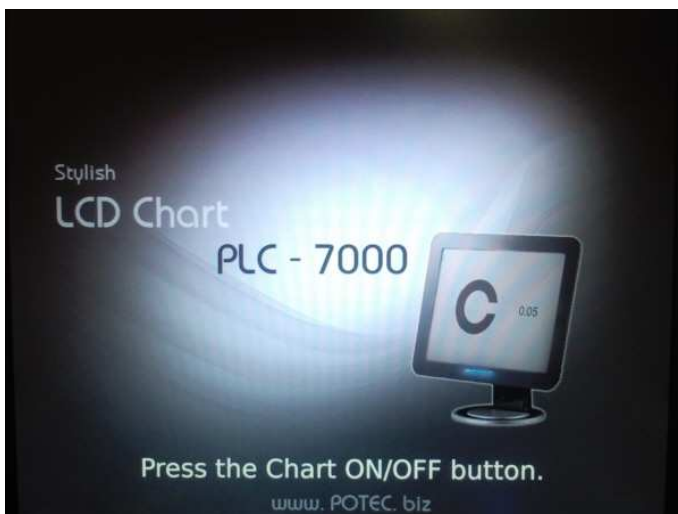 Stylish
LCD Chart
PLC - 7000
C
0.05
Press the Chart ON/OFF button.
www. POTEC. biz